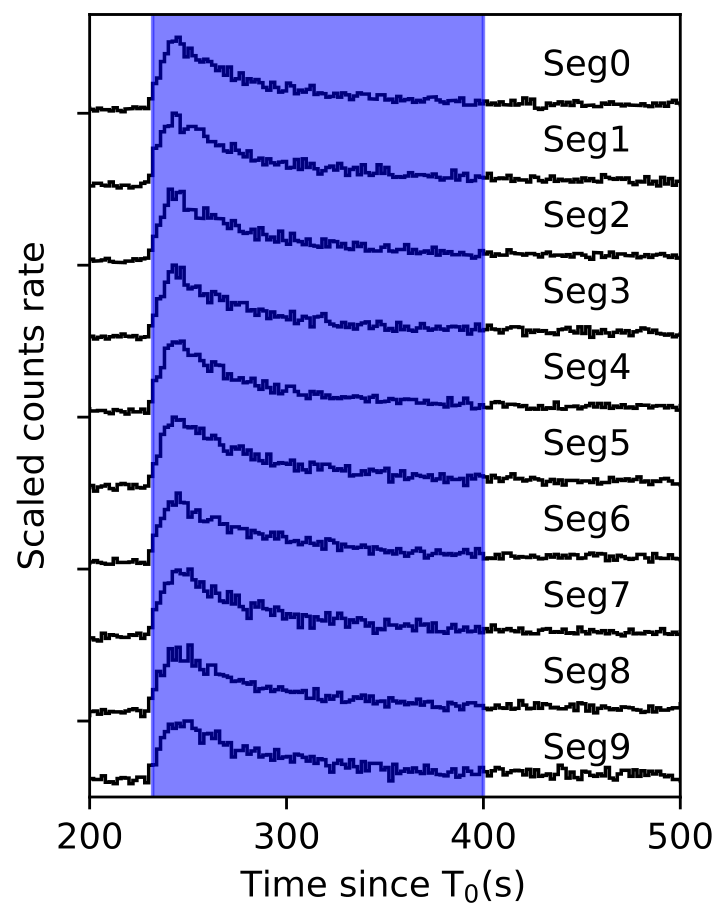 Seg0
Seg1
Seg2
Seg3
Seg4
Seg5
Seg6
Seg7
Seg8
Seg9
Scaled counts rate
200 300 400 500
Time since T₀(s)